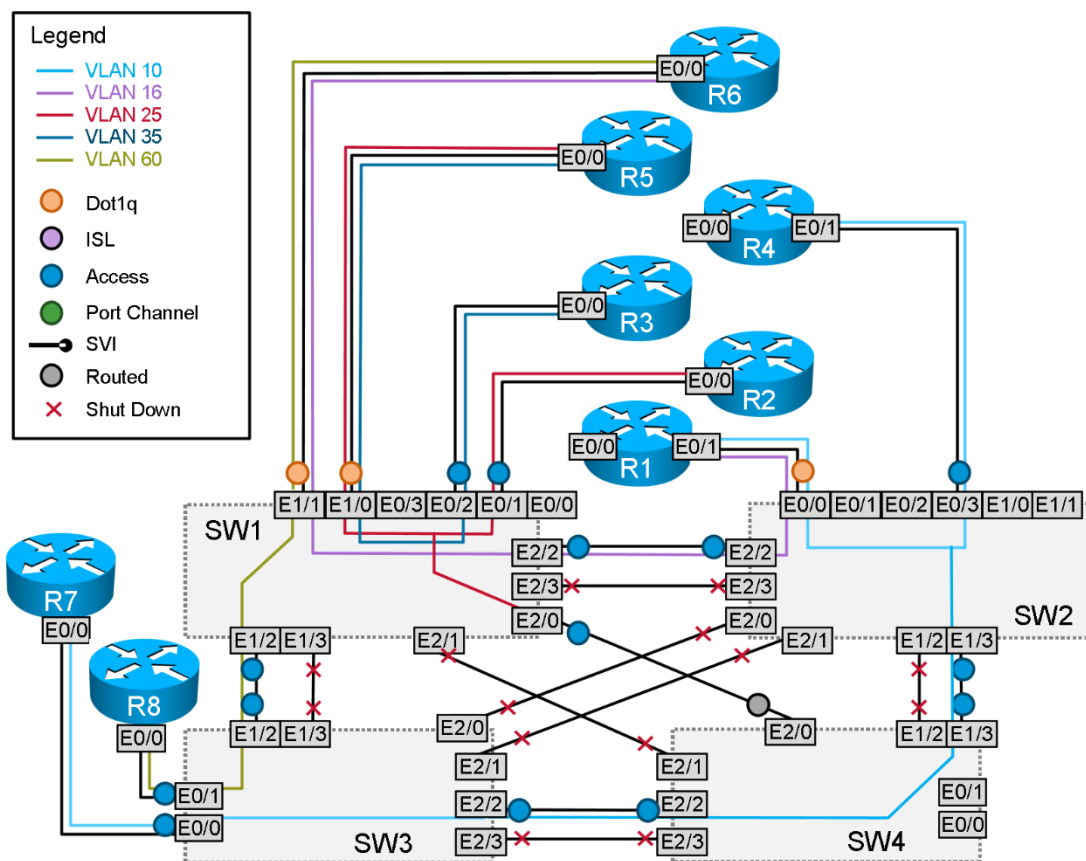 Legend
VLAN 10
VLAN 16
VLAN 25
VLAN 35
VLAN 60
Dot1q
ISL
Access
Port Channel
SVI
Routed
Shut Down
E0/0
R6
E0/0
R5
E0/0 E0/1
R4
E0/0
R3
E0/0
R2
E0/0 E0/1
R1
E1/1 E1/0 E0/3 E0/2 E0/1 E0/0
E0/0 E0/1 E0/2 E0/3 E1/0 E1/1
SW1
E2/2 E2/2
E2/3 E2/3
E2/0 E2/0
SW2
E1/2 E1/3 E2/1 E2/1 E1/2 E1/3
R7
E0/0
R8
E0/0
E1/2 E1/3 E2/0 E2/0 E1/2 E1/3
E2/1 E2/1
E0/1 E2/2 E2/2 E0/1
E0/0 E0/0
SW3 E2/3 E2/3 SW4